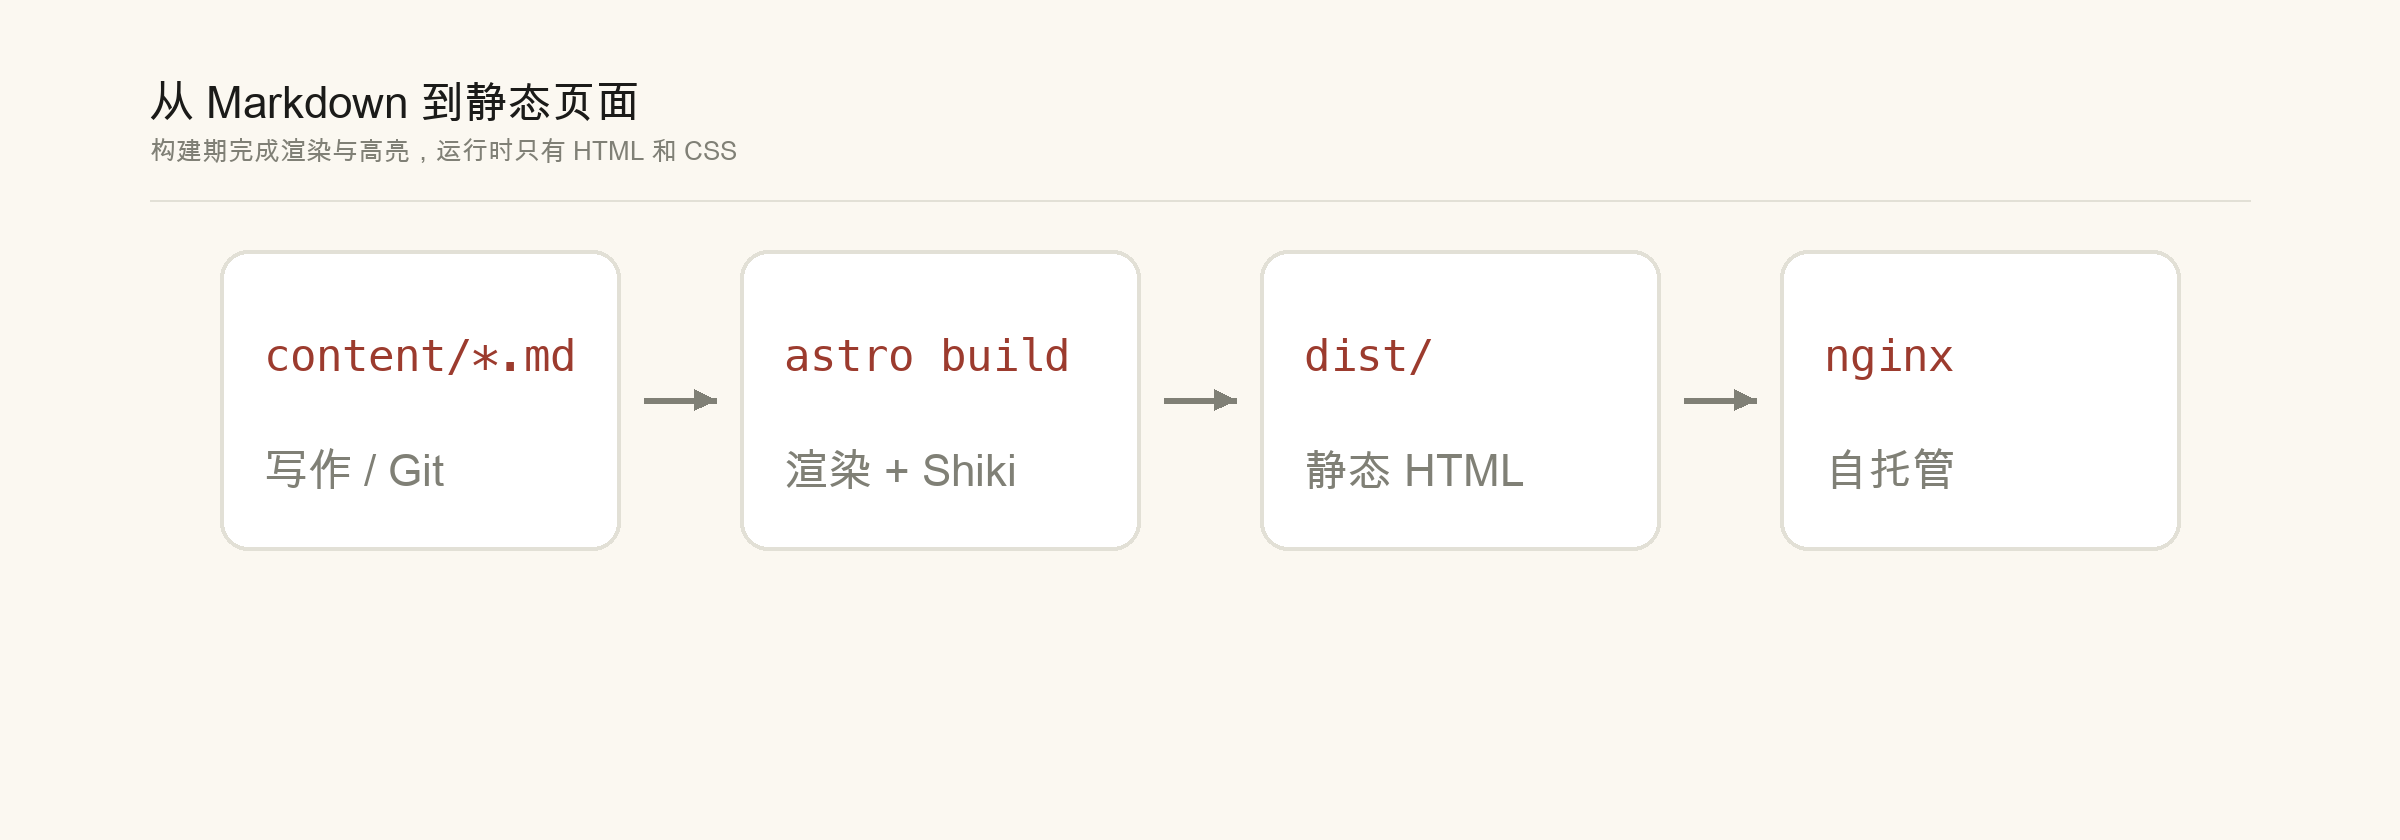 从 Markdown 到静态页面
构建期完成渲染与高亮，运行时只有 HTML 和 CSS
content/*.md
写作 / Git
astro build
渲染 + Shiki
dist/
静态 HTML
nginx
自托管